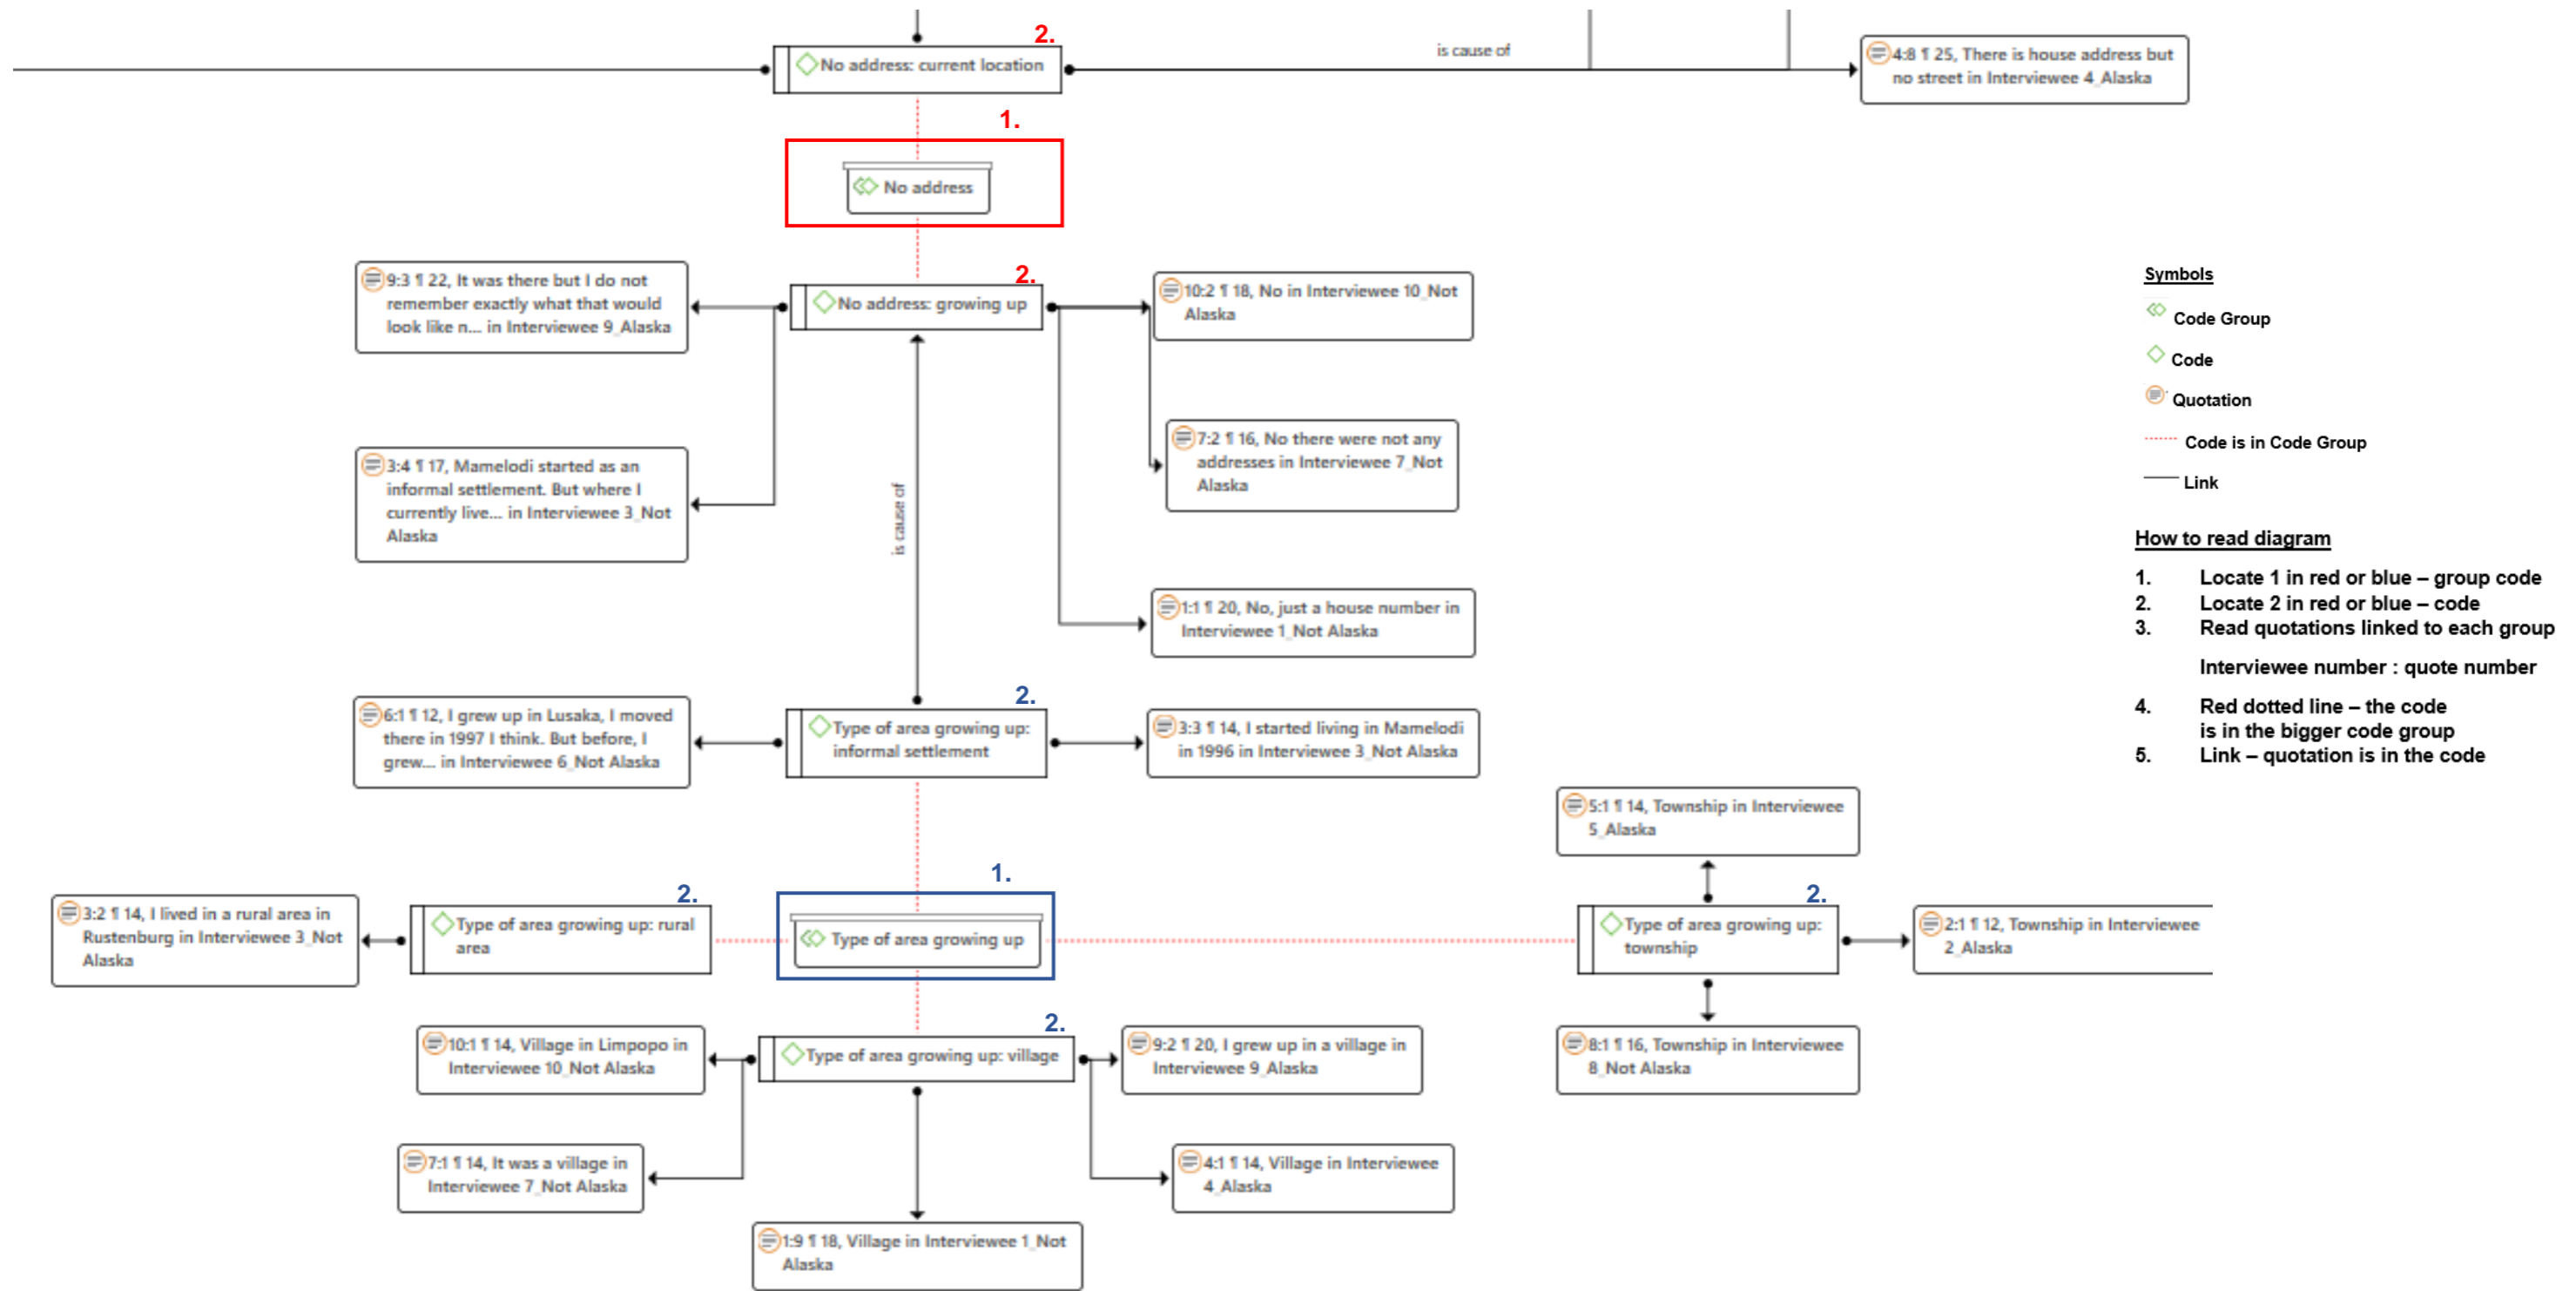 2.
No address: current location
is cause of
4:8 ¶ 25, There is house address but
no street in Interviewee 4_Alaska
1.
No address
2.
No address: growing up
9:3 ¶ 22, It was there but I do not
remember exactly what that would
look like n... in Interviewee 9_Alaska
10:2 ¶ 18, No in Interviewee 10_Not
Alaska
3:4 ¶ 17, Mamelodi started as an
informal settlement. But where I
currently live... in Interviewee 3_Not
Alaska
7:2 ¶ 16, No there were not any
addresses in Interviewee 7_Not
Alaska
is cause of
1:1 ¶ 20, No, just a house number in
Interviewee 1_Not Alaska
2.
Type of area growing up:
informal settlement
6:1 ¶ 12, I grew up in Lusaka, I moved
there in 1997 I think. But before, I
grew... in Interviewee 6_Not Alaska
3:3 ¶ 14, I started living in Mamelodi
in 1996 in Interviewee 3_Not Alaska
5:1 ¶ 14, Township in Interviewee
5_Alaska
3:2 ¶ 14, I lived in a rural area in
Rustenburg in Interviewee 3_Not
Alaska
2.
Type of area growing up: rural
area
1.
Type of area growing up
2.
Type of area growing up:
township
2:1 ¶ 12, Township in Interviewee
2_Alaska
10:1 ¶ 14, Village in Limpopo in
Interviewee 10_Not Alaska
2.
Type of area growing up: village
9:2 ¶ 20, I grew up in a village in
Interviewee 9_Alaska
8:1 ¶ 16, Township in Interviewee
8_Not Alaska
7:1 ¶ 14, It was a village in
Interviewee 7_Not Alaska
4:1 ¶ 14, Village in Interviewee
4_Alaska
1:9 ¶ 18, Village in Interviewee 1_Not
Alaska
Symbols
Code Group
Code
Quotation
Code is in Code Group
Link
How to read diagram
1. Locate 1 in red or blue – group code
2. Locate 2 in red or blue – code
3. Read quotations linked to each group
Interviewee number : quote number
4. Red dotted line – the code
is in the bigger code group
5. Link – quotation is in the code